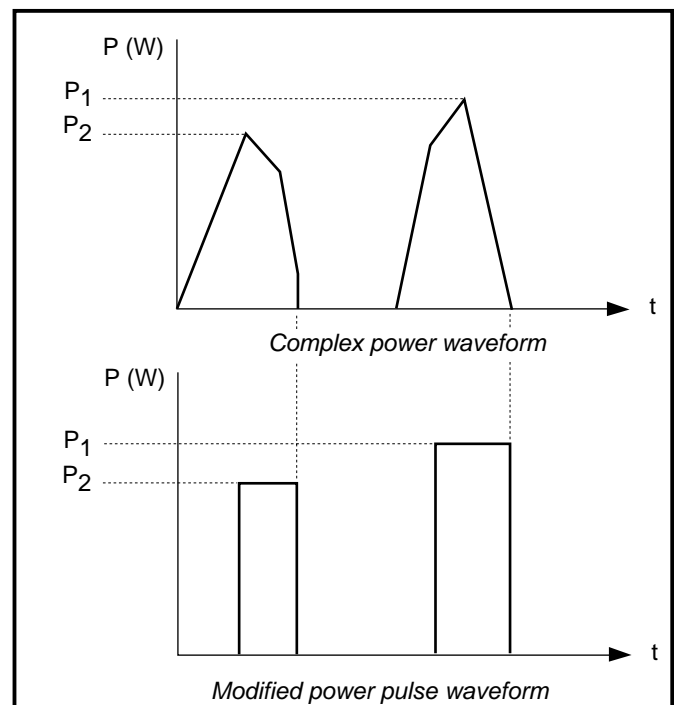 P (W)
P1
P2
t
Complex power waveform
P (W)
P1
P2
t
Modified power pulse waveform